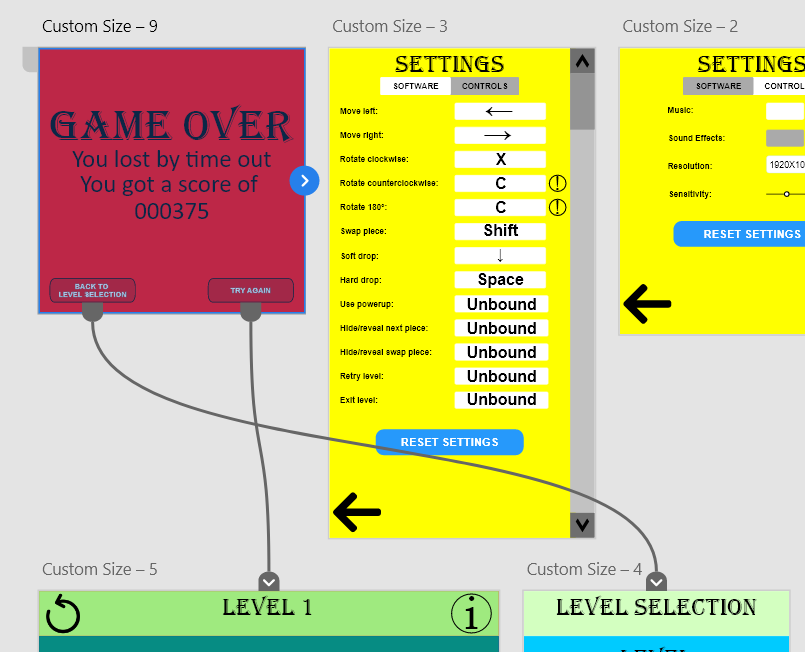 Custom Size – 9
GAME OVER
You lost by time out
You got a score of
000375
BACK TO
LEVEL SELECTION
TRY AGAIN
Custom Size – 3
SETTINGS
SOFTWARE CONTROLS
Move left: ←
Move right: →
Rotate clockwise: X
Rotate counterclockwise: C !
Rotate 180°: C !
Swap piece: Shift
Soft drop: ↓
Hard drop: Space
Use powerup: Unbound
Hide/reveal next piece: Unbound
Hide/reveal swap piece: Unbound
Retry level: Unbound
Exit level: Unbound
RESET SETTINGS
Custom Size – 2
SETTINGS
SOFTWARE CONTROL
Music:
Sound Effects:
Resolution: 1920X10
Sensitivity:
RESET SETTINGS
Custom Size – 5
LEVEL 1
i
Custom Size – 4
LEVEL SELECTION